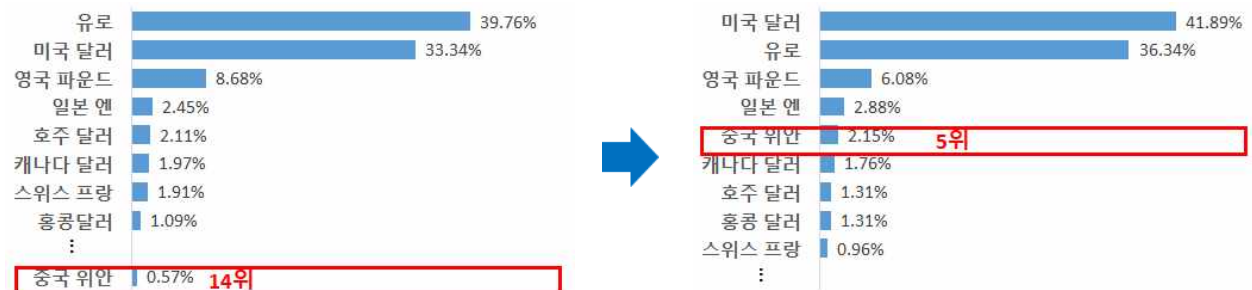 유로 39.76%
미국 달러 33.34%
영국 파운드 8.68%
일본 엔 2.45%
호주 달러 2.11%
캐나다 달러 1.97%
스위스 프랑 1.91%
홍콩달러 1.09%
⋮
중국 위안 0.57% 14위
미국 달러 41.89%
유로 36.34%
영국 파운드 6.08%
일본 엔 2.88%
중국 위안 2.15% 5위
캐나다 달러 1.76%
호주 달러 1.31%
홍콩 달러 1.31%
스위스 프랑 0.96%
⋮